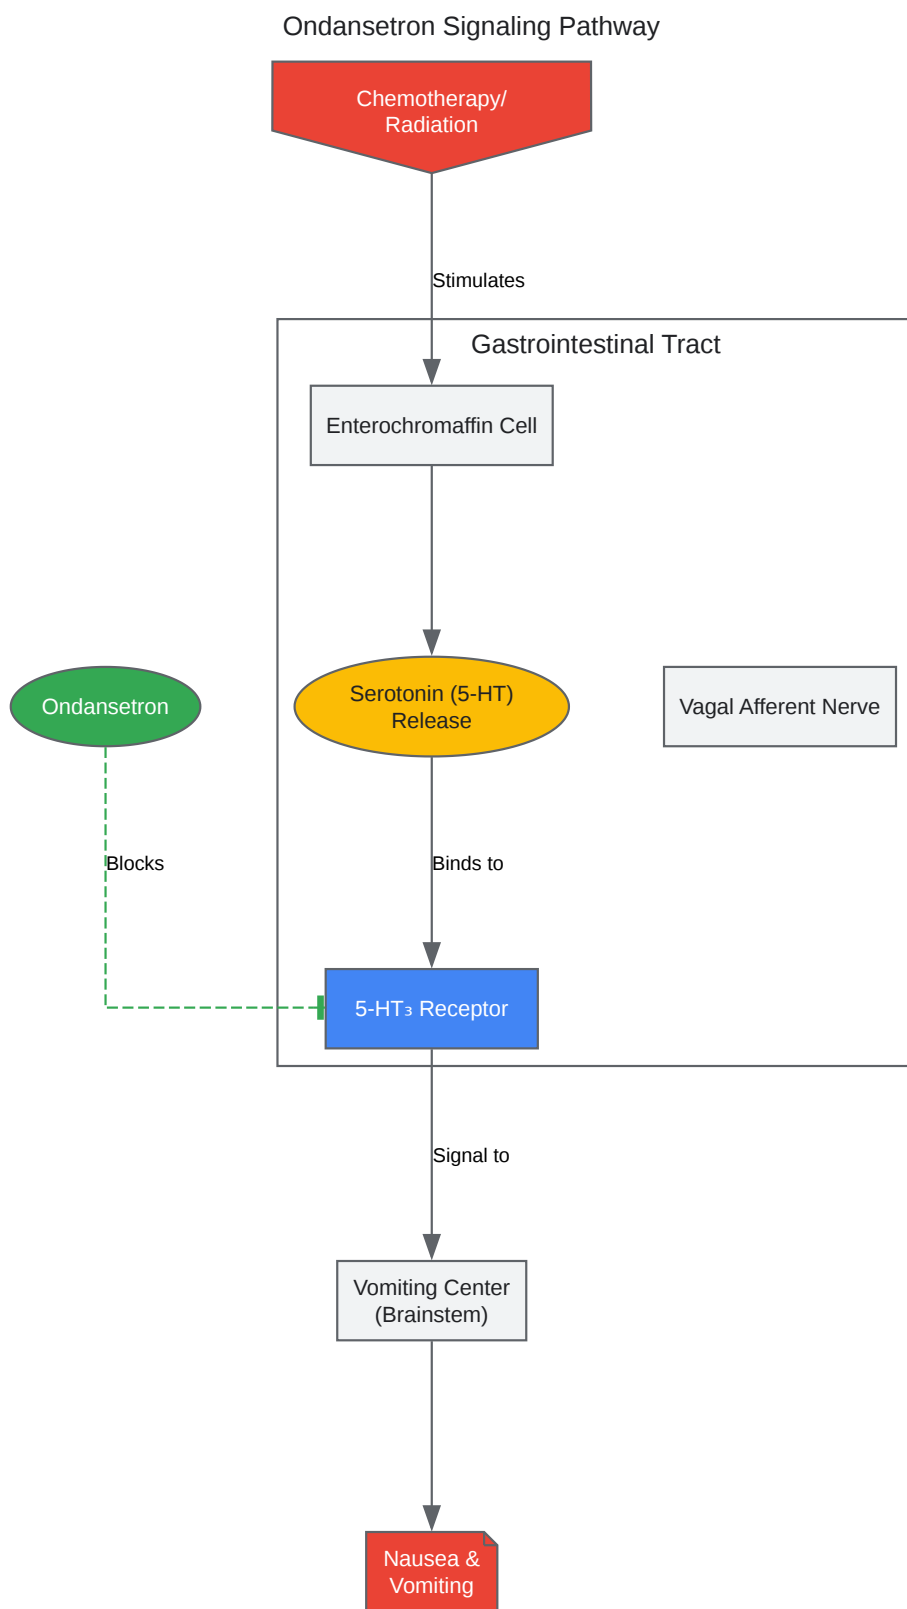 Ondansetron Signaling Pathway
Chemotherapy/
Radiation
Stimulates
Gastrointestinal Tract
Enterochromaffin Cell
Ondansetron
Serotonin (5-HT)
Release
Vagal Afferent Nerve
Blocks
Binds to
5-HT₃ Receptor
Signal to
Vomiting Center
(Brainstem)
Nausea &
Vomiting